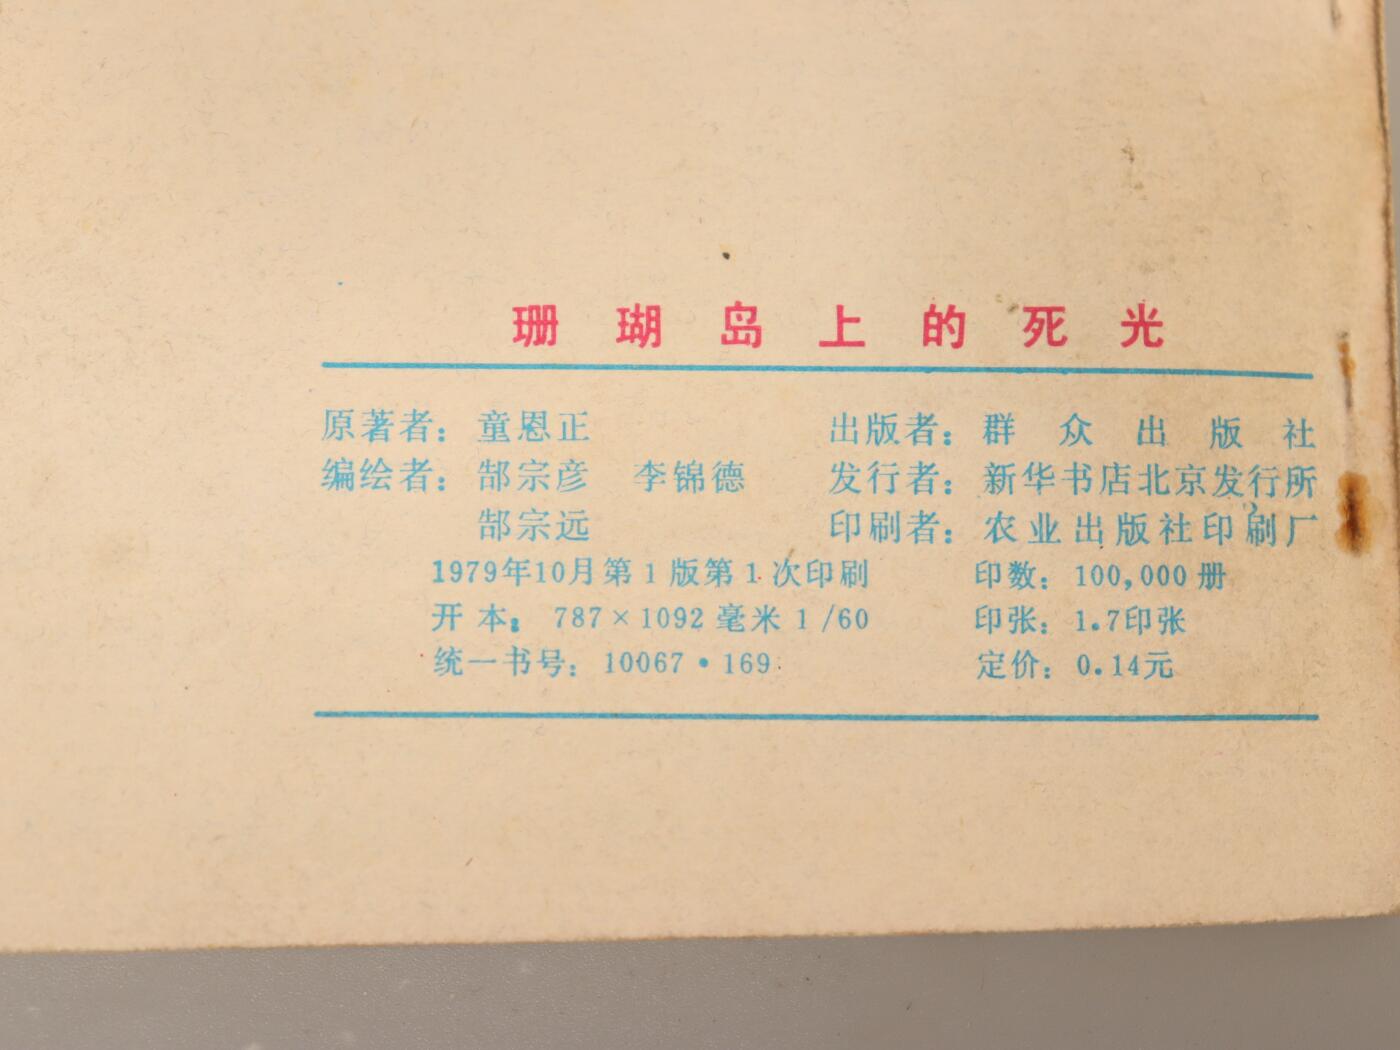 珊瑚岛上的死光
原著者：童恩正 出版者：群众出版社
编绘者：郜宗彦 李锦德 发行者：新华书店北京发行所
郜宗远 印刷者：农业出版社印刷厂
1979年10月第1版第1次印刷 印数：100,000册
开本：787×1092毫米1/60 印张：1.7印张
统一书号：10067·169 定价：0.14元